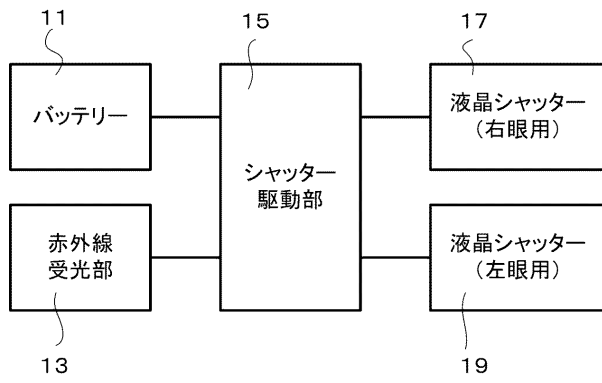 11
15
17
バッテリー
シャッター
駆動部
液晶シャッター
（右眼用）
赤外線
受光部
液晶シャッター
（左眼用）
13
19